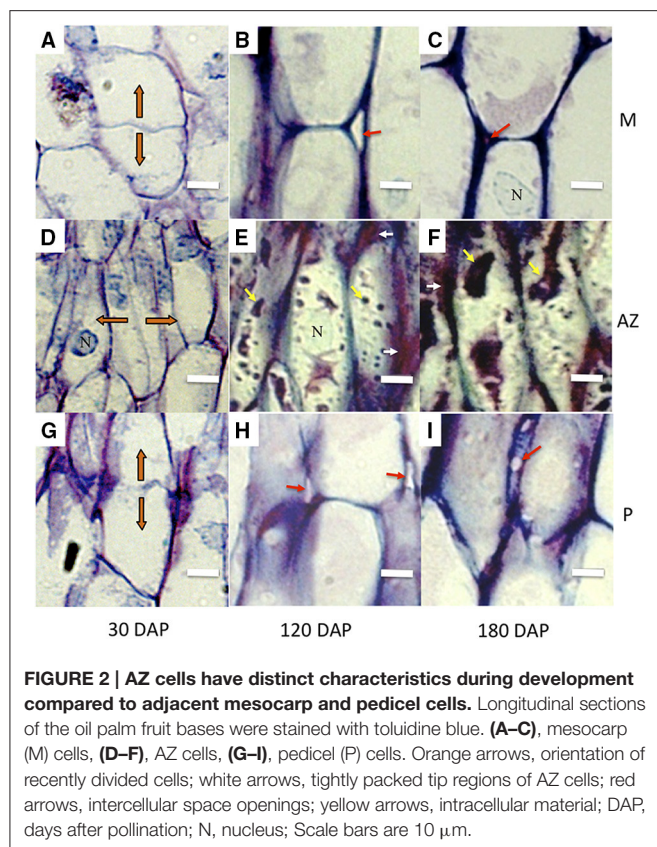 A B C
M
N
D E F
AZ
N N
G H I
P
30 DAP 120 DAP 180 DAP
FIGURE 2 | AZ cells have distinct characteristics during development
compared to adjacent mesocarp and pedicel cells. Longitudinal sections
of the oil palm fruit bases were stained with toluidine blue. (A–C), mesocarp
(M) cells, (D–F), AZ cells, (G–I), pedicel (P) cells. Orange arrows, orientation of
recently divided cells; white arrows, tightly packed tip regions of AZ cells; red
arrows, intercellular space openings; yellow arrows, intracellular material; DAP,
days after pollination; N, nucleus; Scale bars are 10 μm.